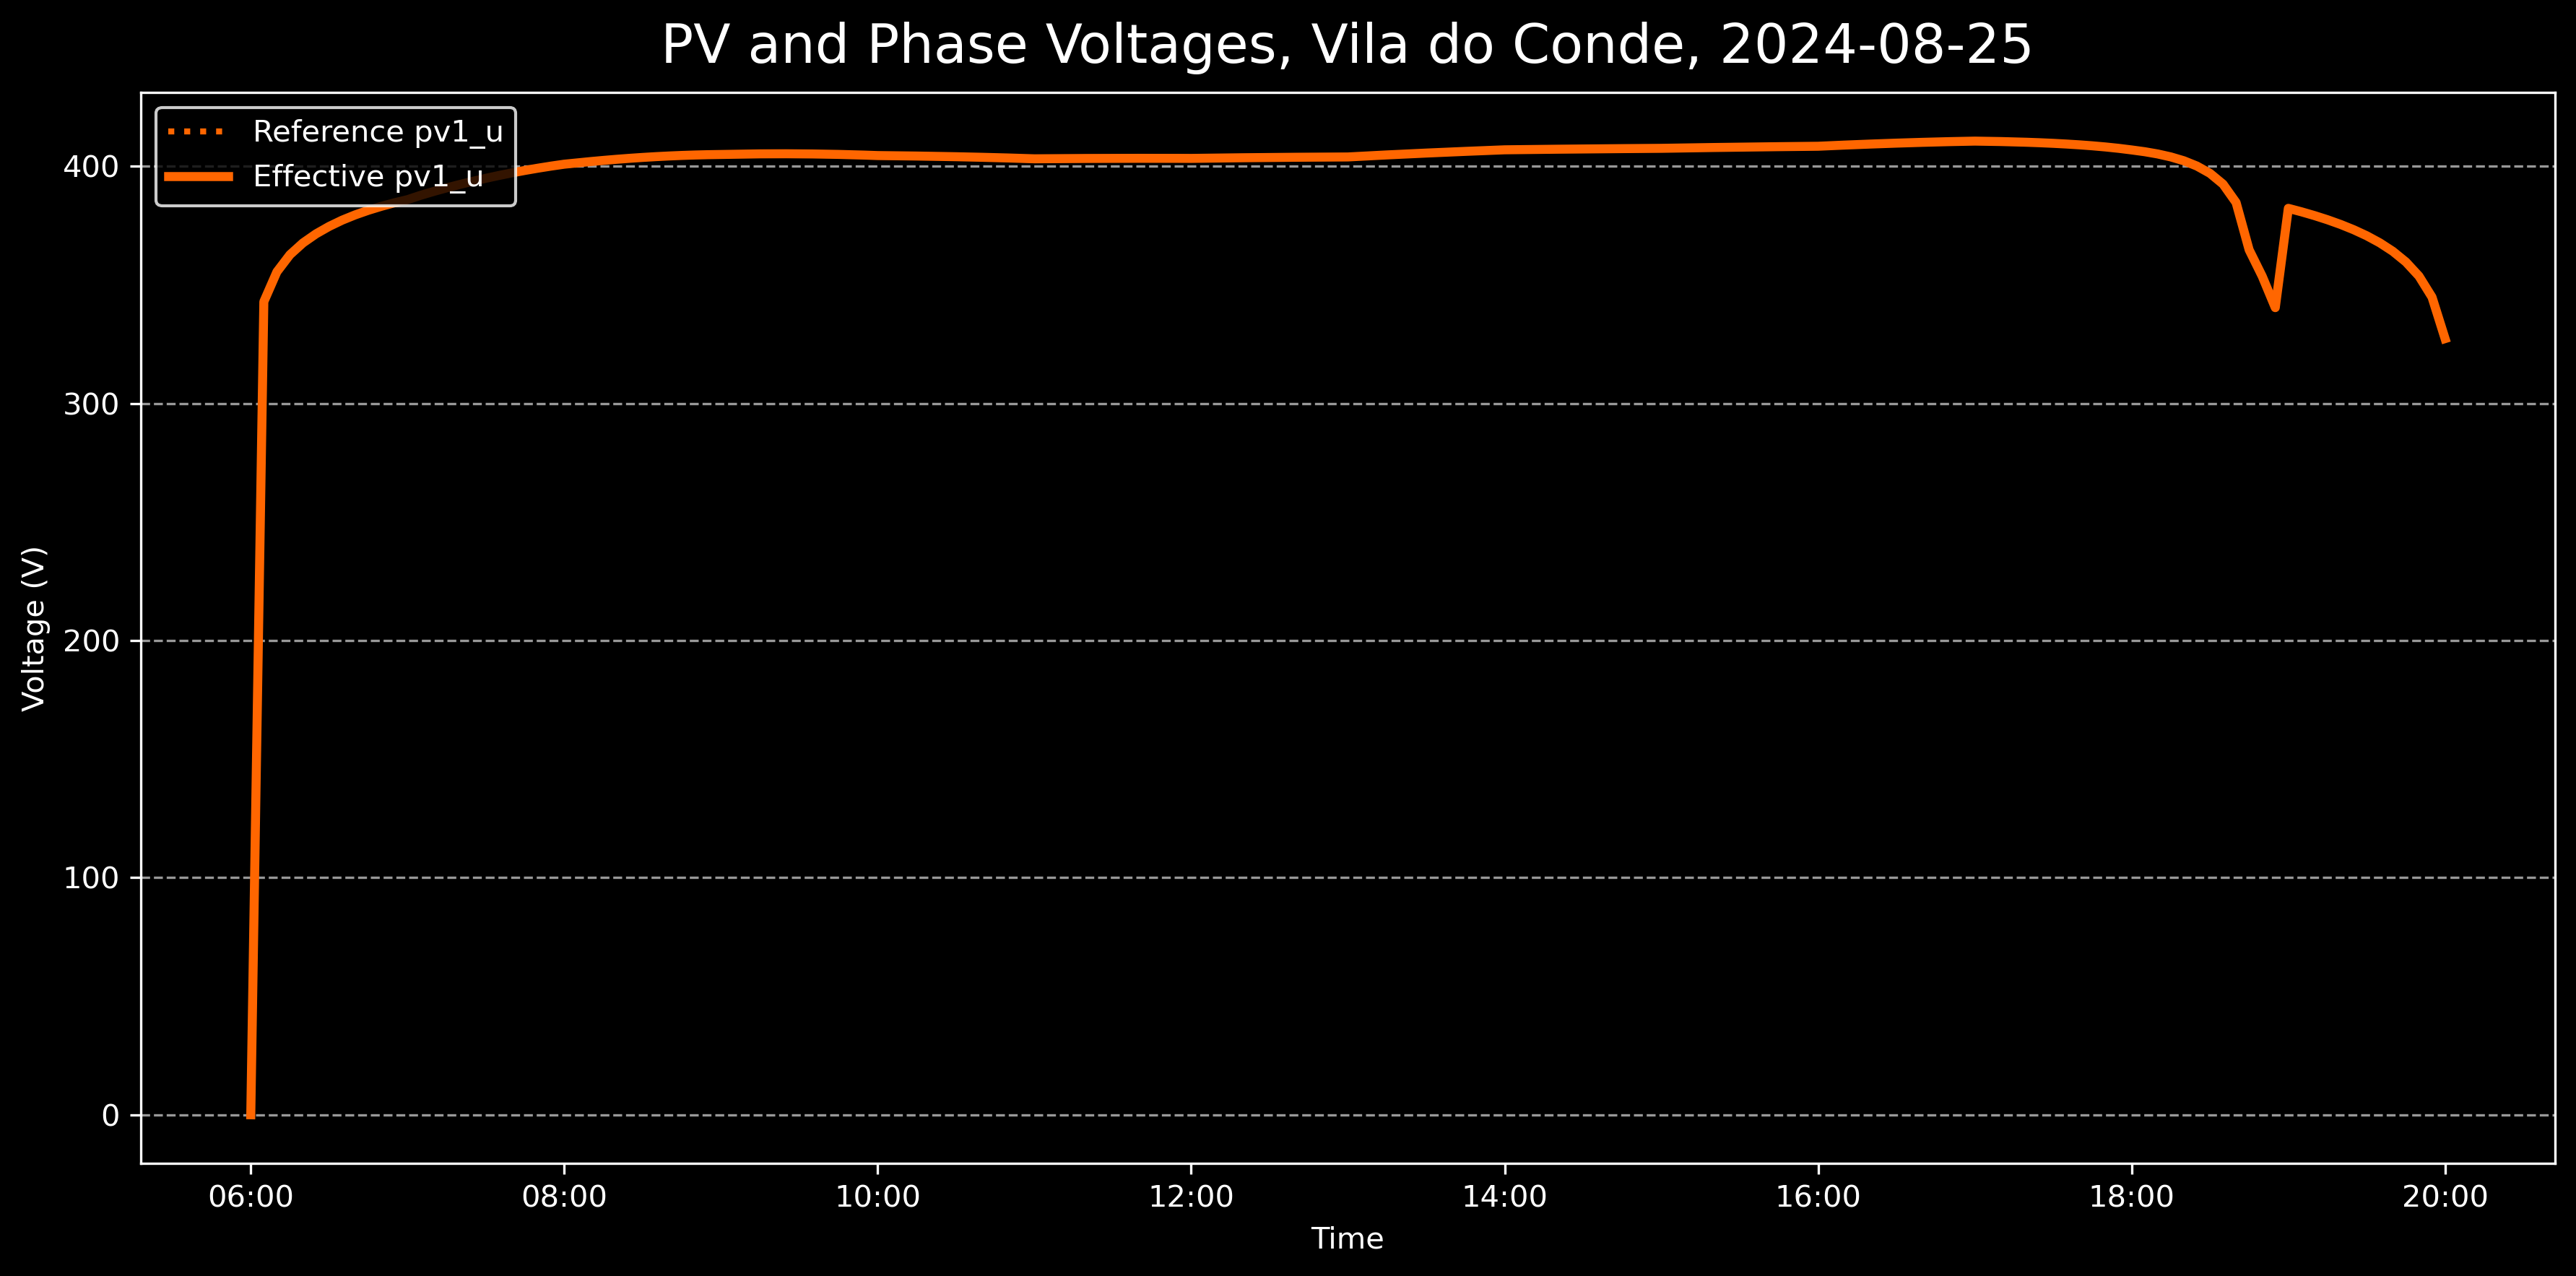 PV and Phase Voltages, Vila do Conde, 2024-08-25
Reference pv1_u
Effective pv1_u
400
300
200
100
0
Voltage (V)
06:00 08:00 10:00 12:00 14:00 16:00 18:00 20:00
Time